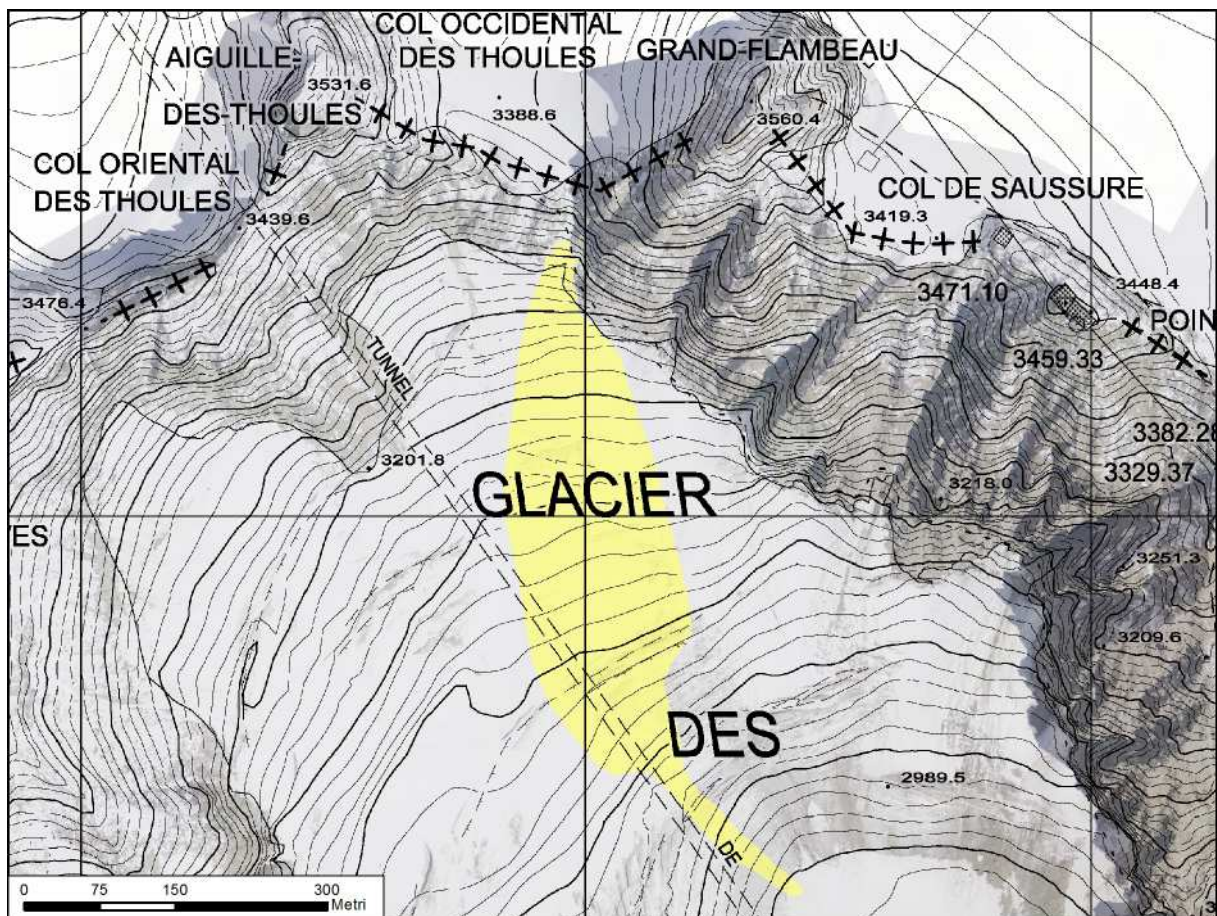 COL OCCIDENTAL
DES THOULES
AIGUILLE
DES THOULES
GRAND-FLAMBEAU
3531.6
3388.6
3560.4
COL ORIENTAL
DES THOULES
COL DE SAUSSURE
3439.6
3419.3
3476.4
3471.10
3448.4
POIN
3459.33
TUNNEL
3382.28
3201.8
3329.37
GLACIER
3218.0
VES
3251.3
3209.6
DES
2989.5
DE
0 75 150 300
Metri
3